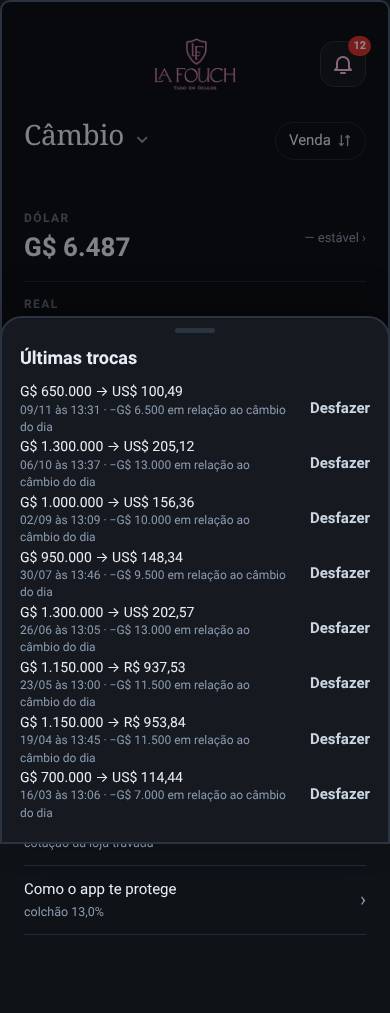 LA FOUCH
12
Câmbio
Venda
DÓLAR
G$ 6.487
— estável ›
REAL
Últimas trocas
G$ 650.000 → US$ 100,49
09/11 às 13:31 · −G$ 6.500 em relação ao câmbio
do dia
Desfazer
G$ 1.300.000 → US$ 205,12
06/10 às 13:37 · −G$ 13.000 em relação ao
câmbio do dia
Desfazer
G$ 1.000.000 → US$ 156,36
02/09 às 13:09 · −G$ 10.000 em relação ao
câmbio do dia
Desfazer
G$ 950.000 → US$ 148,34
30/07 às 13:46 · −G$ 9.500 em relação ao câmbio
do dia
Desfazer
G$ 1.300.000 → US$ 202,57
26/06 às 13:05 · −G$ 13.000 em relação ao
câmbio do dia
Desfazer
G$ 1.150.000 → R$ 937,53
23/05 às 13:00 · −G$ 11.500 em relação ao
câmbio do dia
Desfazer
G$ 1.150.000 → R$ 953,84
19/04 às 13:45 · −G$ 11.500 em relação ao
câmbio do dia
Desfazer
G$ 700.000 → US$ 114,44
16/03 às 13:06 · −G$ 7.000 em relação ao câmbio
do dia
Desfazer
cotação da loja travada
Como o app te protege
colchão 13,0%
›